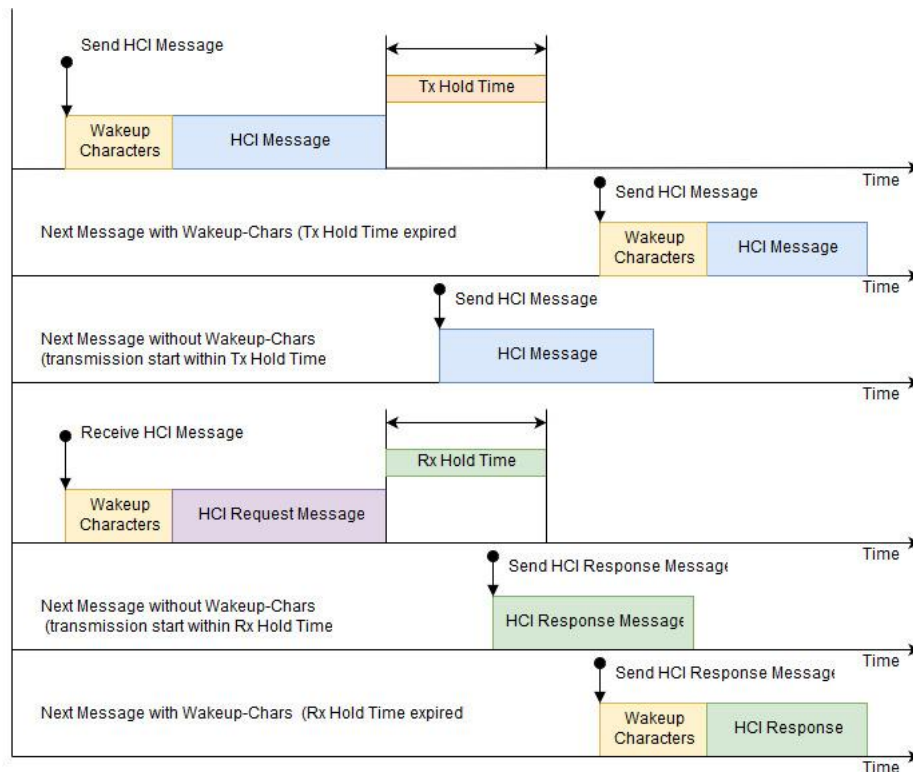 Send HCI Message
Tx Hold Time
Wakeup
Characters
HCI Message
Time
Send HCI Message
Next Message with Wakeup-Chars (Tx Hold Time expired
Wakeup
Characters
HCI Message
Time
Send HCI Message
Next Message without Wakeup-Chars
(transmission start within Tx Hold Time
HCI Message
Time
Receive HCI Message
Rx Hold Time
Wakeup
Characters
HCI Request Message
Time
Send HCI Response Message
Next Message without Wakeup-Chars
(transmission start within Rx Hold Time
HCI Response Message
Time
Send HCI Response Message
Next Message with Wakeup-Chars (Rx Hold Time expired
Wakeup
Characters
HCI Response
Time